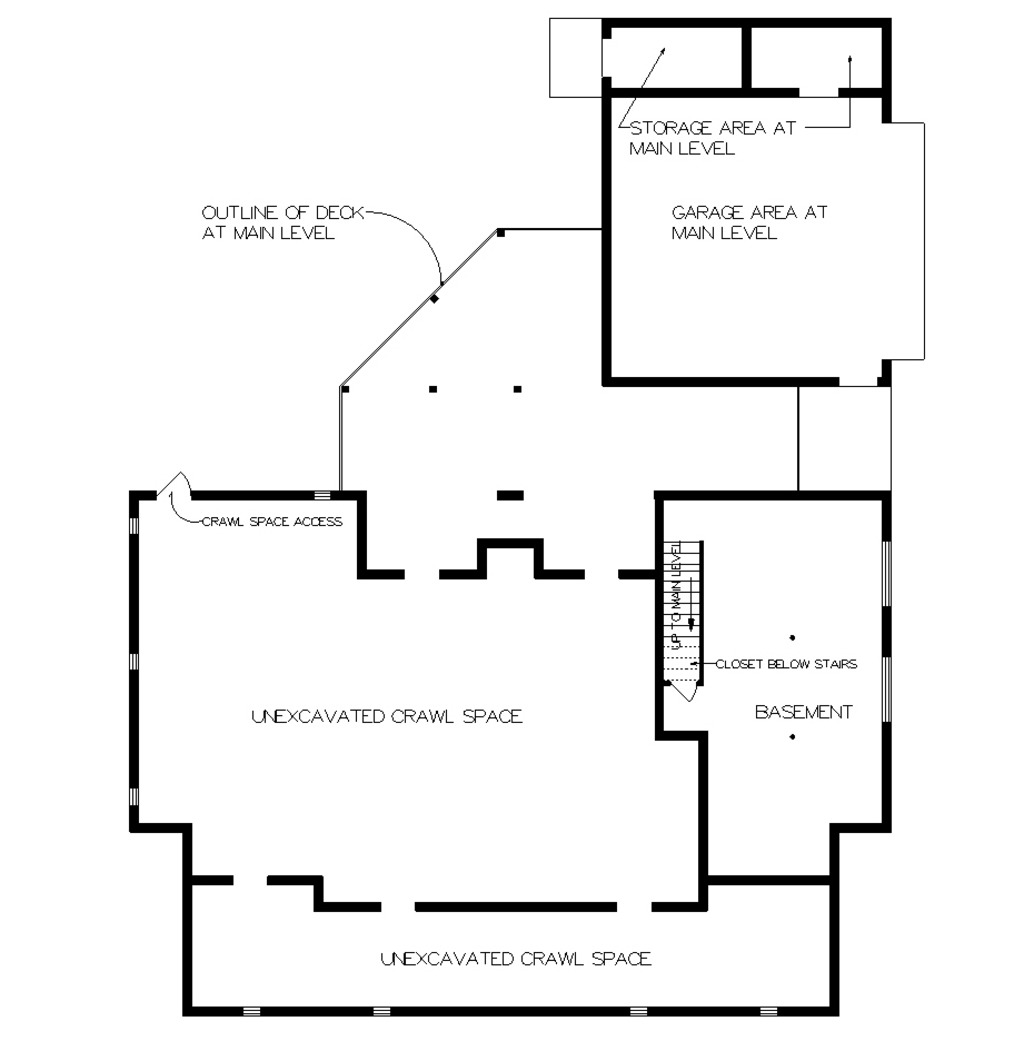 STORAGE AREA AT
MAIN LEVEL
OUTLINE OF DECK
AT MAIN LEVEL
GARAGE AREA AT
MAIN LEVEL
CRAWL SPACE ACCESS
UP TO MAIN LEVEL
CLOSET BELOW STAIRS
BASEMENT
UNEXCAVATED CRAWL SPACE
UNEXCAVATED CRAWL SPACE